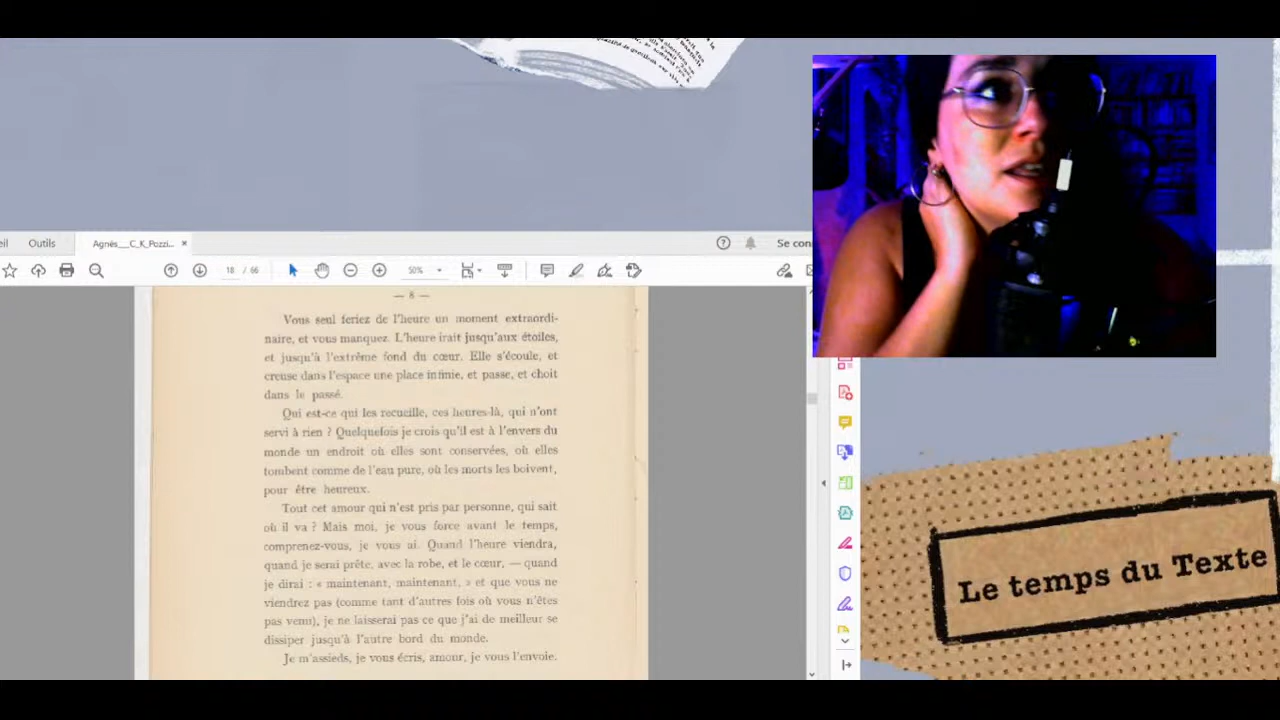 eil
Outils
Agnés__C_K_Pozzi...
Se con
18 / 66
50%
— 8 —
Vous seul feriez de l'heure un moment extraordi-
naire, et vous manquez. L'heure irait jusqu'aux étoiles,
et jusqu'à l'extrême fond du cœur. Elle s'écoule, et
creuse dans l'espace une place infinie, et passe, et choit
dans le passé.
Qui est-ce qui les recueille, ces heures-là, qui n'ont
servi à rien ? Quelquefois je crois qu'il est à l'envers du
monde un endroit où elles sont conservées, où elles
tombent comme de l'eau pure, où les morts les boivent,
pour être heureux.
Tout cet amour qui n'est pris par personne, qui sait
où il va ? Mais moi, je vous force avant le temps,
comprenez-vous, je vous ai. Quand l'heure viendra,
quand je serai prête, avec la robe, et le cœur, — quand
je dirai : « maintenant, maintenant, » et que vous ne
viendrez pas (comme tant d'autres fois où vous n'êtes
pas venu), je ne laisserai pas ce que j'ai de meilleur se
dissiper jusqu'à l'autre bord du monde.
Je m'assieds, je vous écris, amour, je vous l'envoie.
Le temps du Texte